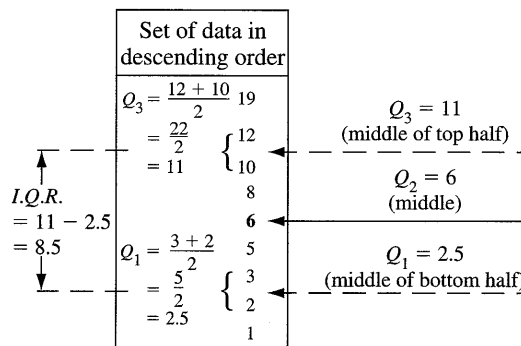 Set of data in
descending order
Q₃ = (12 + 10)/2 19
= 22/2 { 12
= 11 10
8
6
Q₁ = (3 + 2)/2 5
= 5/2 { 3
= 2.5 2
1
I.Q.R.
= 11 − 2.5
= 8.5
Q₃ = 11
(middle of top half)
Q₂ = 6
(middle)
Q₁ = 2.5
(middle of bottom half)